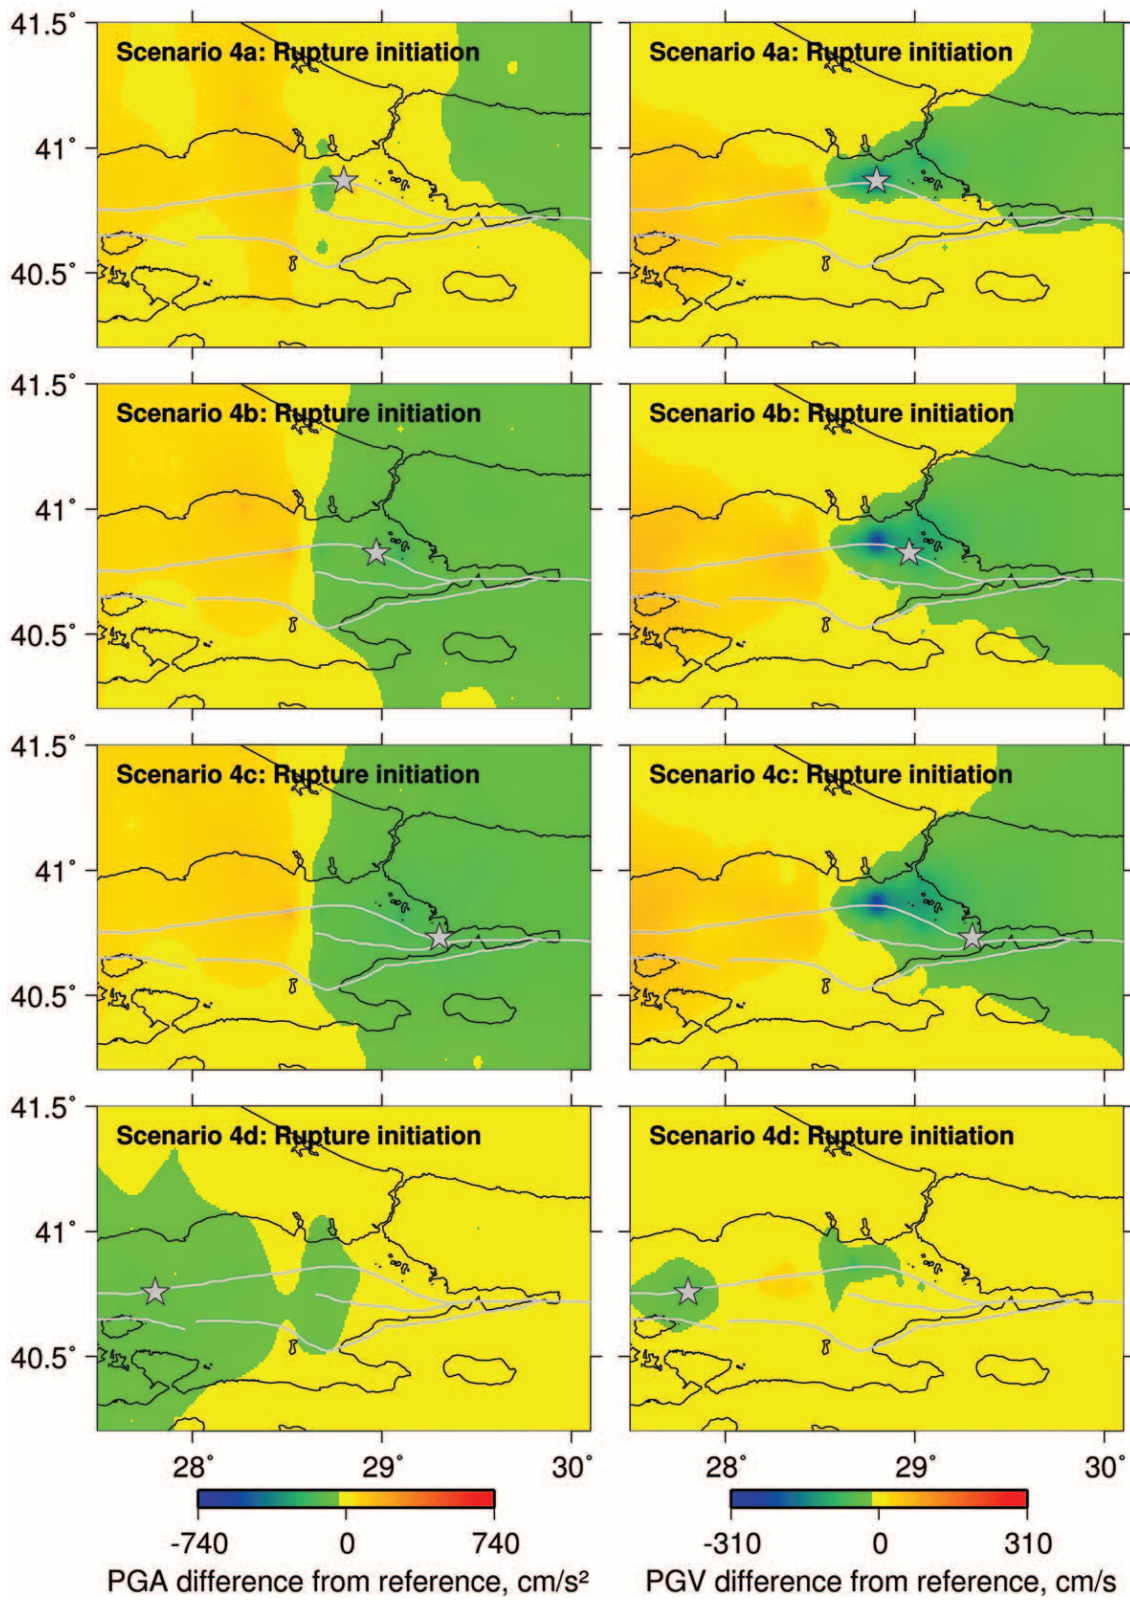 41.5° Scenario 4a: Rupture initiation Scenario 4a: Rupture initiation
41°
40.5°
41.5° Scenario 4b: Rupture initiation Scenario 4b: Rupture initiation
41°
40.5°
41.5° Scenario 4c: Rupture initiation Scenario 4c: Rupture initiation
41°
40.5°
41.5° Scenario 4d: Rupture initiation Scenario 4d: Rupture initiation
41°
40.5°
28° 29° 30° 28° 29° 30°
-740 0 740 -310 0 310
PGA difference from reference, cm/s² PGV difference from reference, cm/s